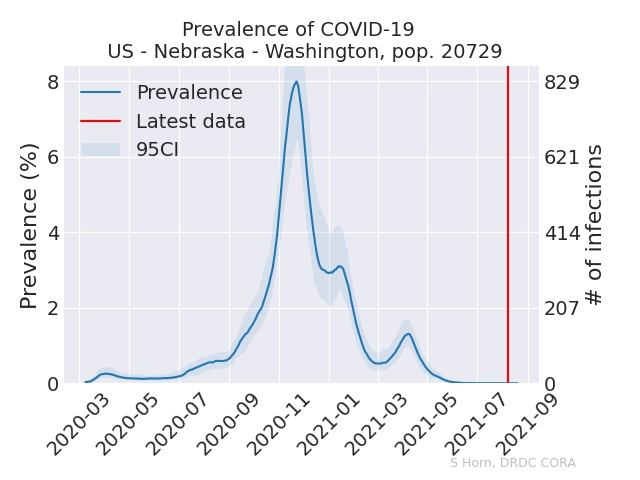 Prevalence of COVID-19
US - Nebraska - Washington, pop. 20729
Prevalence
Latest data
95CI
Prevalence (%)
8
6
4
2
0
829
621
414
207
0
# of infections
2020-03
2020-05
2020-07
2020-09
2020-11
2021-01
2021-03
2021-05
2021-07
2021-09
S Horn, DRDC CORA